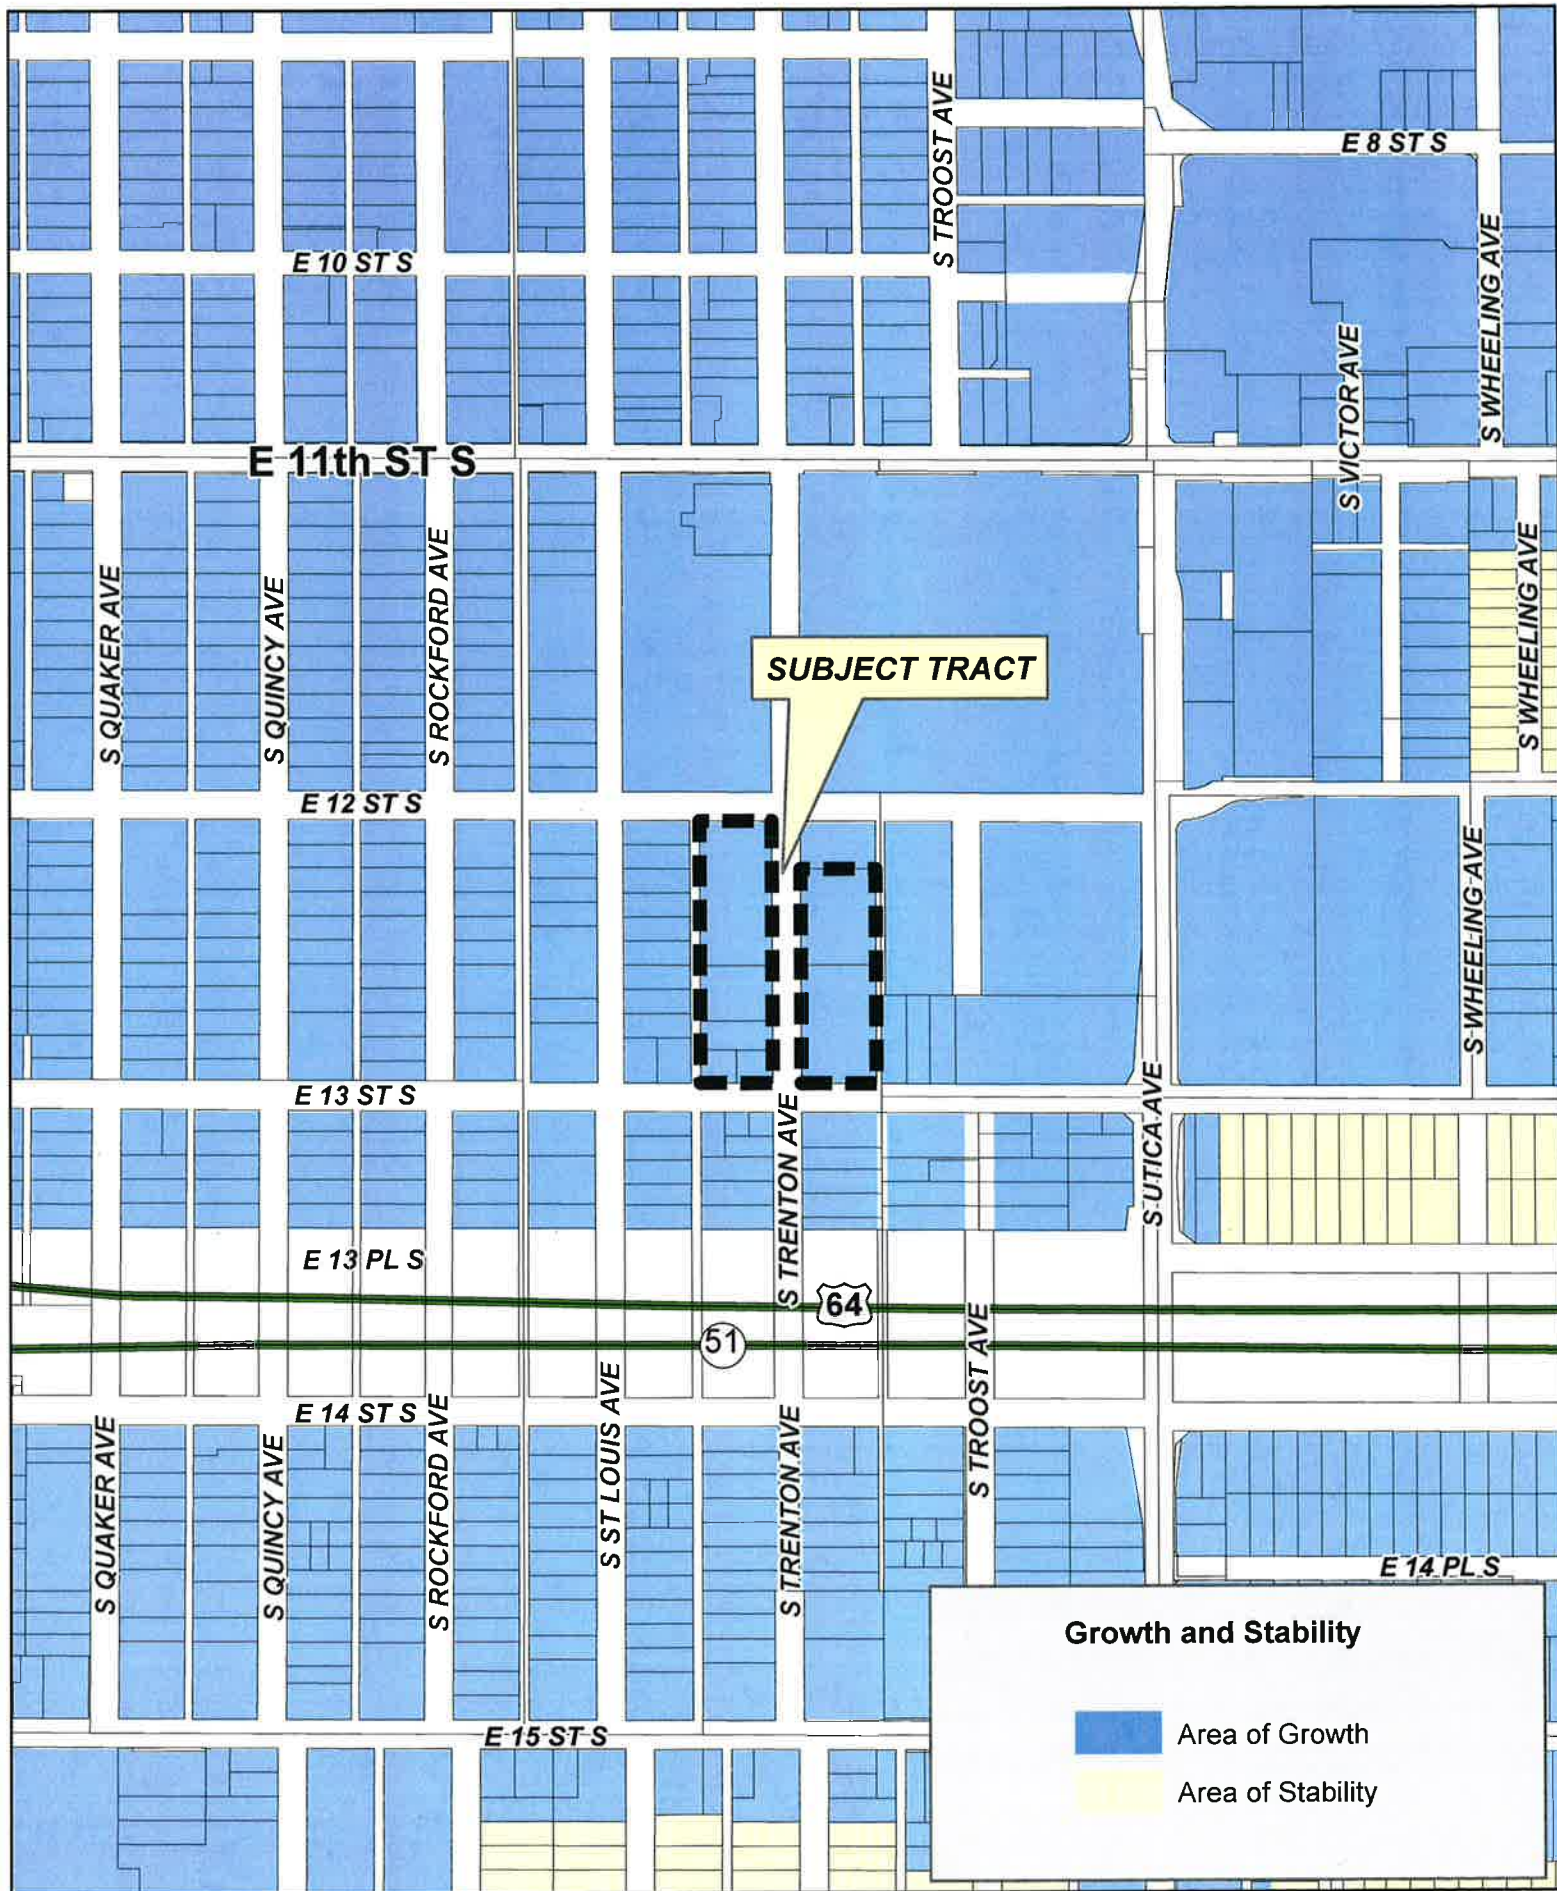 S TROOST AVE
E 8 ST S
S WHEELING AVE
E 10 ST S
S VICTOR AVE
E 11th ST S
S QUAKER AVE
S QUINCY AVE
S ROCKFORD AVE
S WHEELING AVE
SUBJECT TRACT
E 12 ST S
S WHEELING AVE
E 13 ST S
S TRENTON AVE
S UTICA AVE
E 13 PL S
64
51
S TROOST AVE
S ST LOUIS AVE
E 14 ST S
S QUAKER AVE
S QUINCY AVE
S ROCKFORD AVE
S TRENTON AVE
E 14 PL S
Growth and Stability
Area of Growth
Area of Stability
E 15 ST S